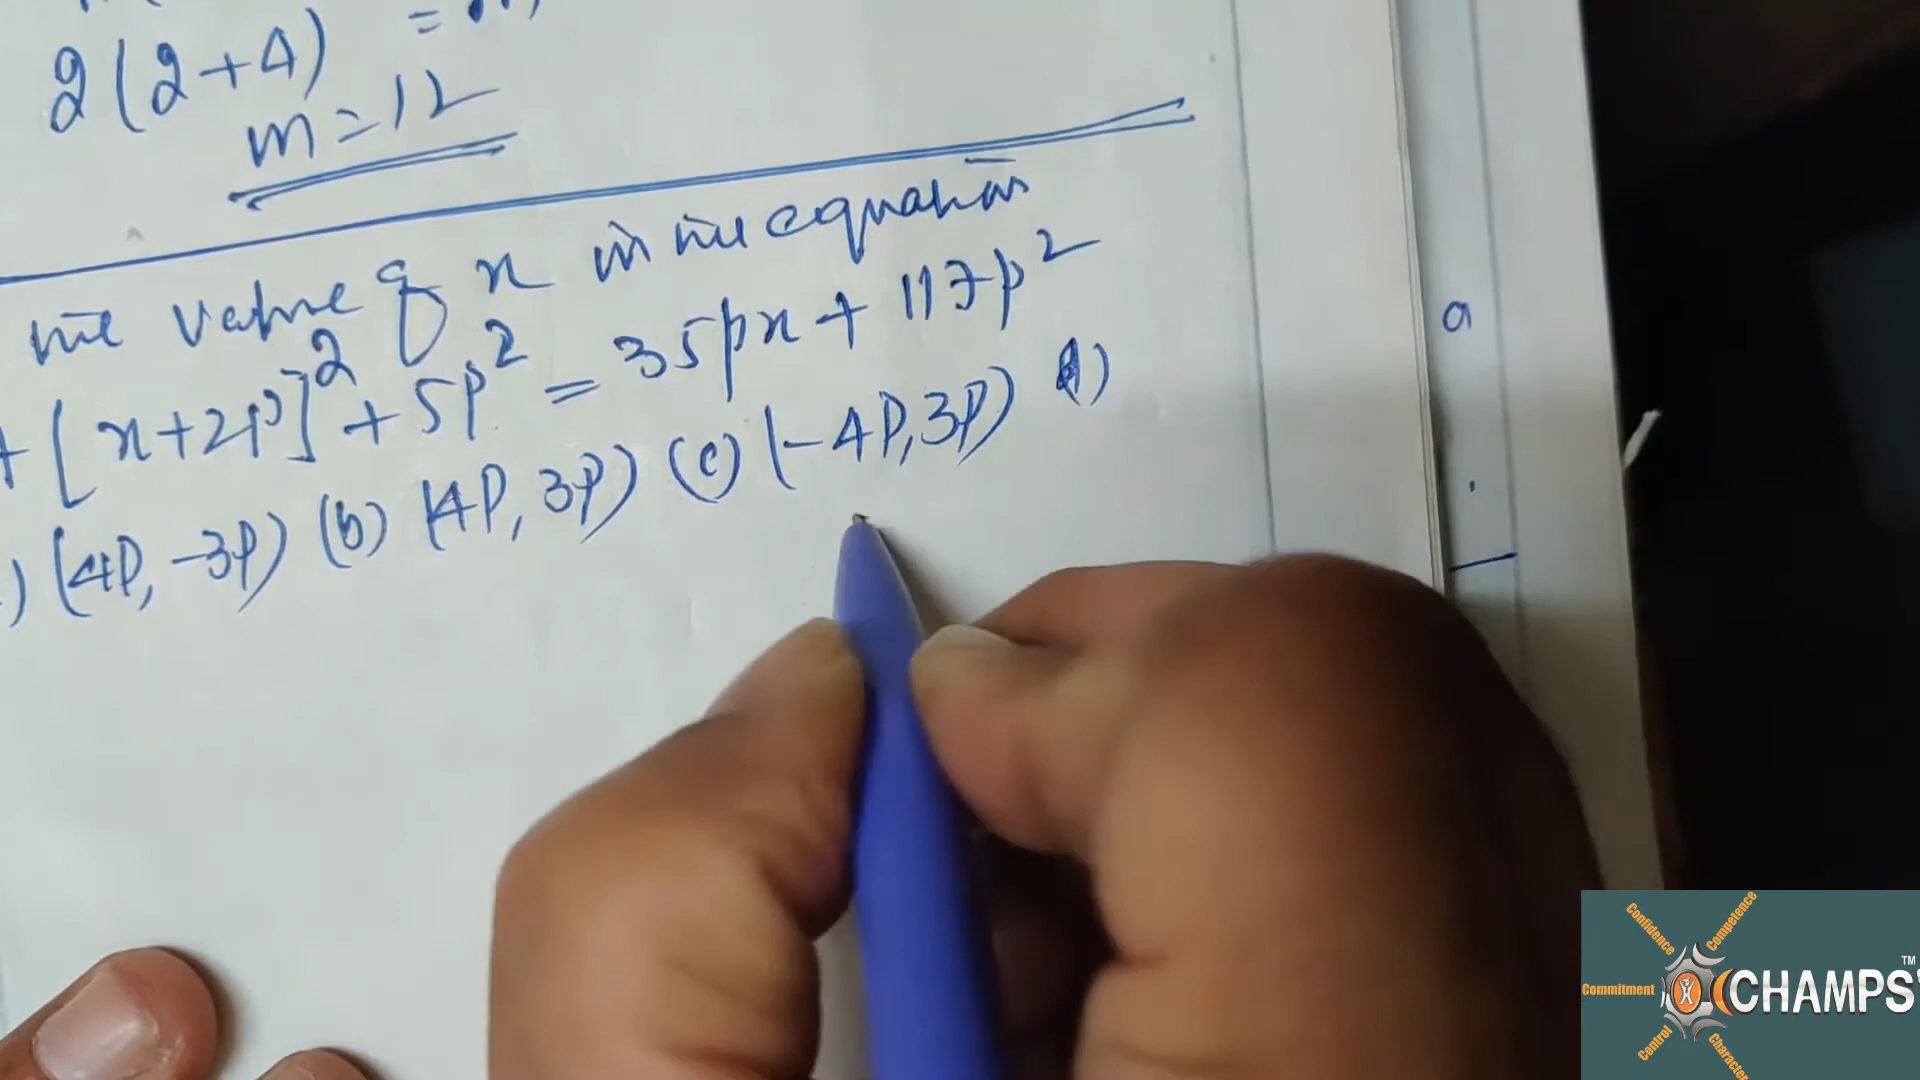 2(2+4) =
m=12
the value of x in the equation
+ [x+2p]² + 5p² = 35px + 117p²
) (4P, -3P) (b) (4P, 3P) (c) (-4P, 3P) d)
a
Confidence
Competence
Commitment
CHAMPS™
Control
Character